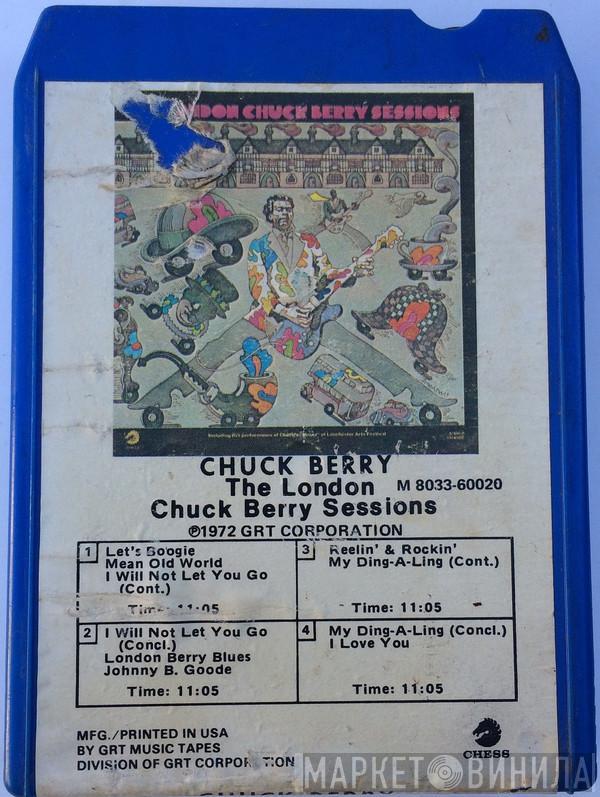 NDON CHUCK BERRY SESSIONS
CHUCK BERRY
The London M 8033-60020
Chuck Berry Sessions
℗1972 GRT CORPORATION
1 Let's Boogie
Mean Old World
I Will Not Let You Go
(Cont.)
Time: 11:05
3 Reelin' & Rockin'
My Ding-A-Ling (Cont.)
Time: 11:05
2 I Will Not Let You Go
(Concl.)
London Berry Blues
Johnny B. Goode
Time: 11:05
4 My Ding-A-Ling (Concl.)
I Love You
Time: 11:05
MFG./PRINTED IN USA
BY GRT MUSIC TAPES
DIVISION OF GRT CORPOR TION
CHESS
МАРКЕТ ВИНИЛА
CHUCK BERRY